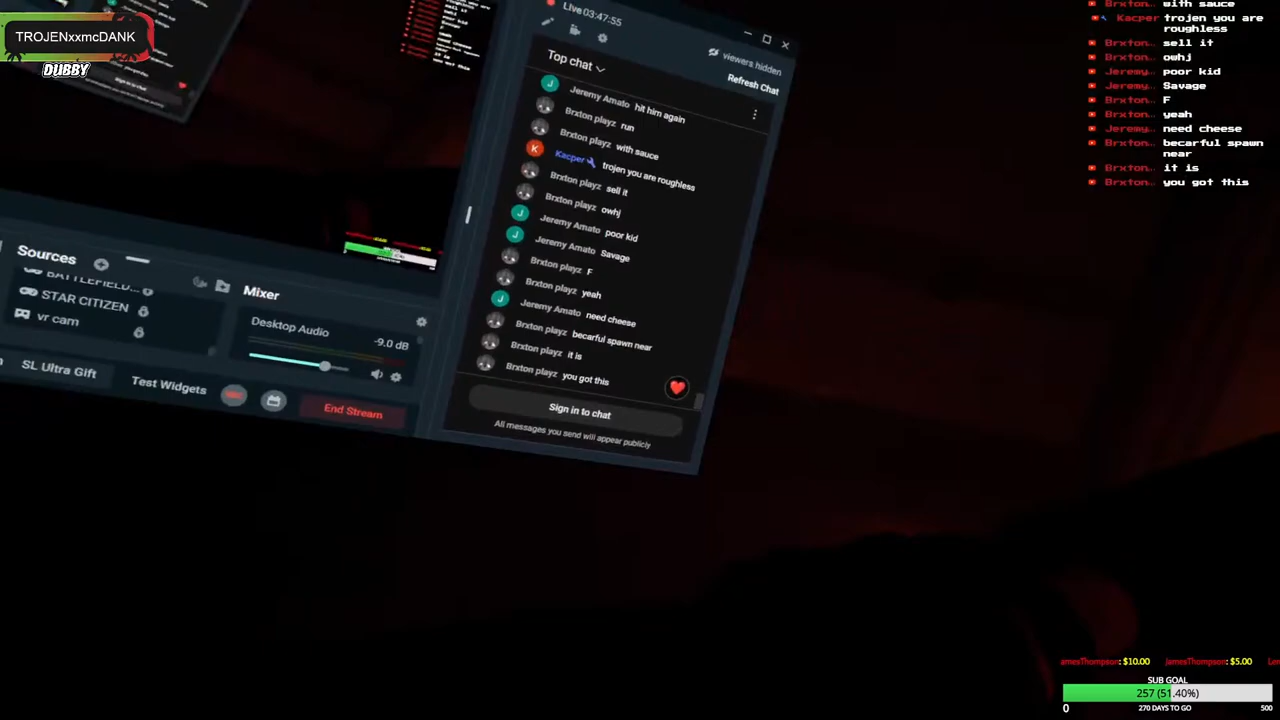 TROJENxxmcDANK
DUBBY
Live 03:47:55
viewers hidden
Top chat
Refresh Chat
Jeremy Amato hit him again
Brxton playz run
Brxton playz with sauce
Kacper trojen you are roughless
Brxton playz sell it
Brxton playz owhj
Jeremy Amato poor kid
Jeremy Amato Savage
Brxton playz F
Brxton playz yeah
Jeremy Amato need cheese
Brxton playz becarful spawn near
Brxton playz it is
Brxton playz you got this
Sign in to chat
All messages you send will appear publicly
Sources
BATTLEFIELD...
STAR CITIZEN
vr cam
Mixer
Desktop Audio
-9.0 dB
SL Ultra Gift
Test Widgets
REC
End Stream
Brxton… with sauce
Kacper trojen you are
roughless
Brxton… sell it
Brxton… owhj
Jeremy… poor kid
Jeremy… Savage
Brxton… F
Brxton… yeah
Jeremy… need cheese
Brxton… becarful spawn
near
Brxton… it is
Brxton… you got this
amesThompson: $10.00 JamesThompson: $5.00
SUB GOAL
257 (51.40%)
0 270 DAYS TO GO 500